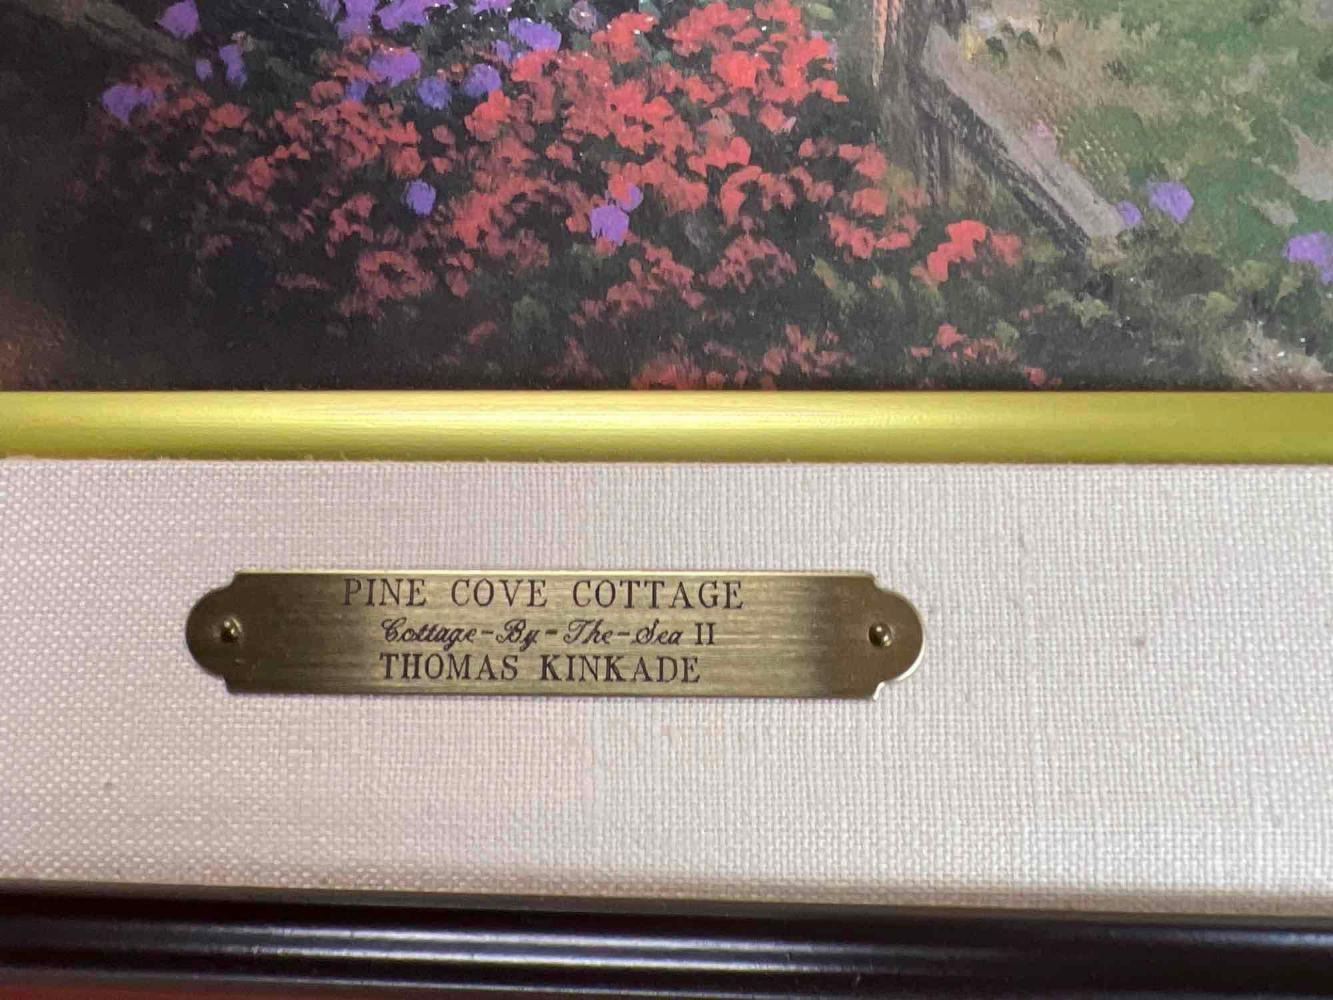 PINE COVE COTTAGE
Cottage-By-The-Sea II
THOMAS KINKADE